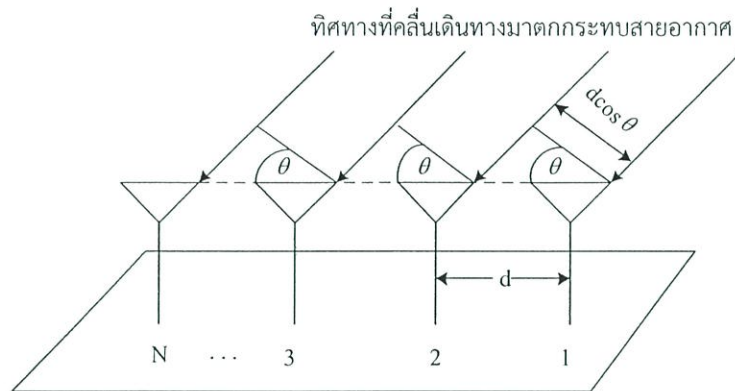 ทิศทางที่คลื่นเดินทางมาตกกระทบสายอากาศ
dcos θ
θ θ θ
d
N ... 3 2 1